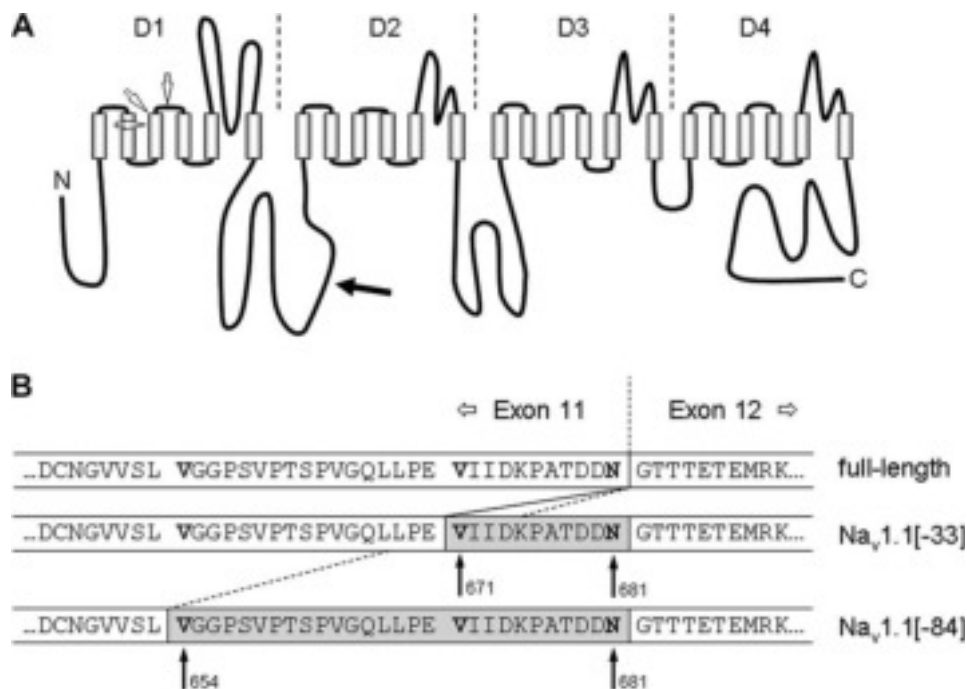 A
D1 D2 D3 D4
N
C
B
⇦ Exon 11 Exon 12 ⇨
...DCNGVVSL VGGPSVPTSPVGQLLPE VIIDKPATDDN GTTTETEMRK... full-length
...DCNGVVSL VGGPSVPTSPVGQLLPE VIIDKPATDDN GTTTETEMRK... Nav1.1[-33]
671 681
...DCNGVVSL VGGPSVPTSPVGQLLPE VIIDKPATDDN GTTTETEMRK... Nav1.1[-84]
654 681